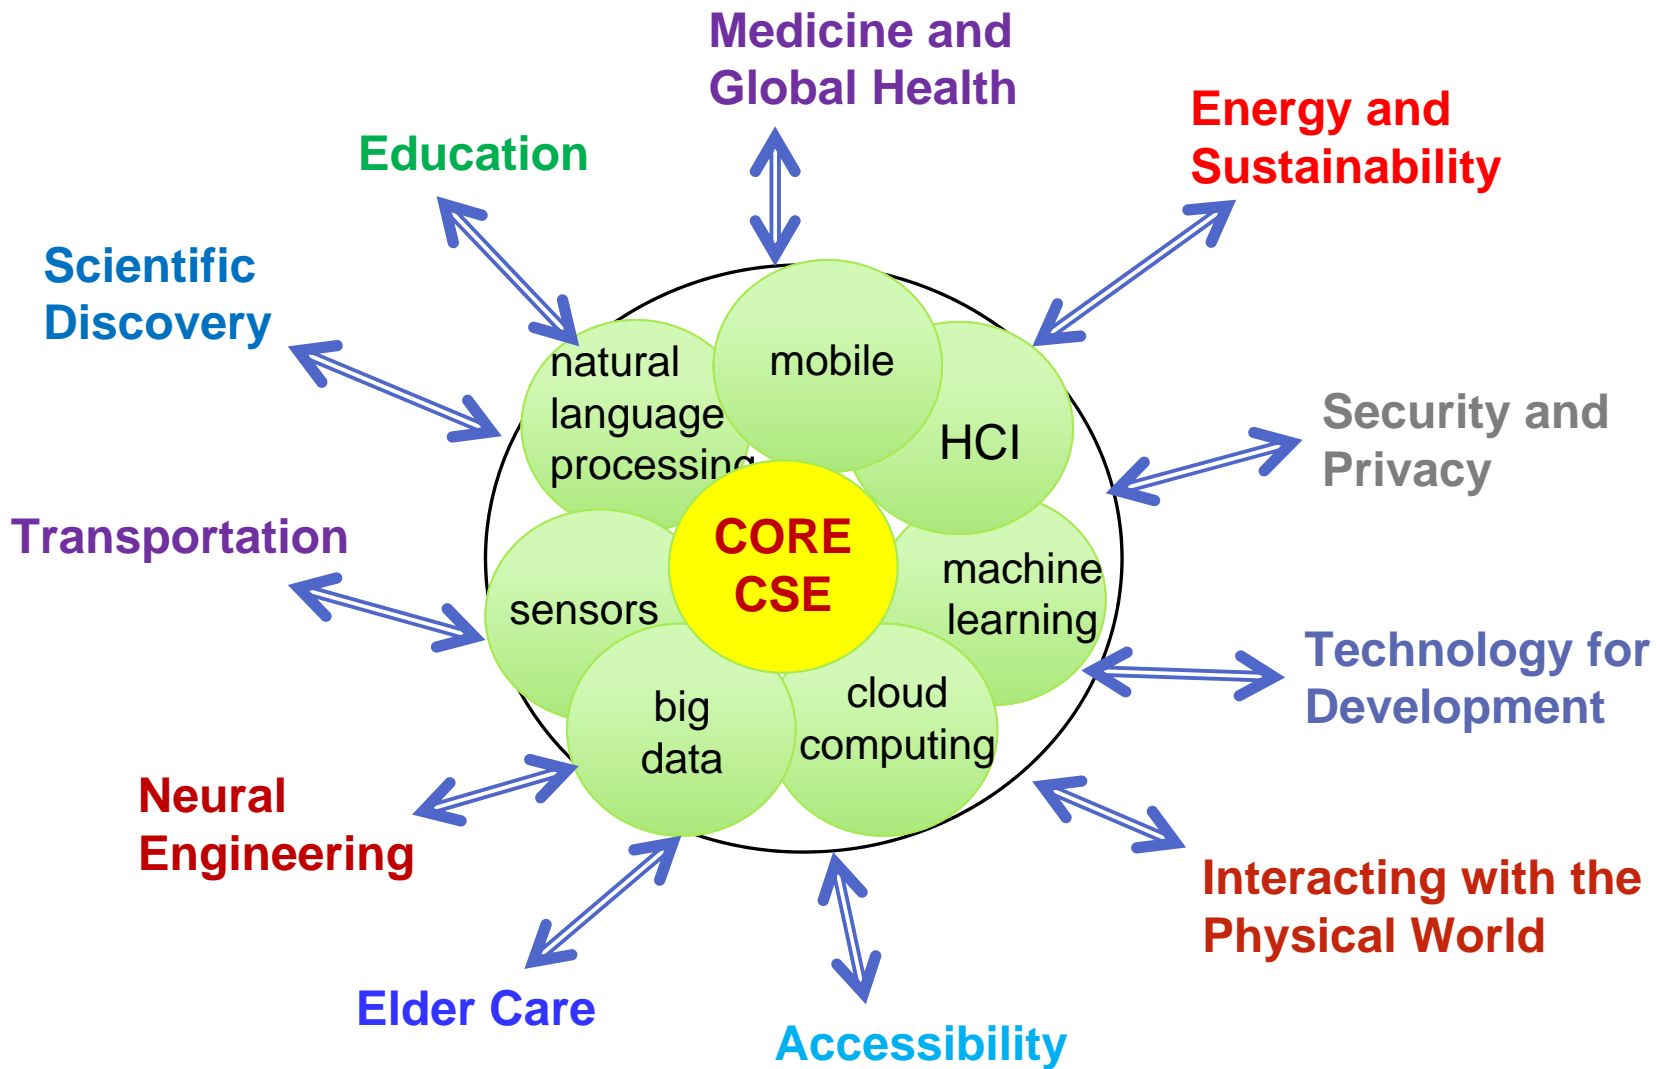 Medicine and
Global Health
Energy and
Sustainability
Education
Scientific
Discovery
Security and
Privacy
Transportation
natural
language
processing
mobile
HCI
CORE
CSE
machine
learning
sensors
big
data
cloud
computing
Technology for
Development
Neural
Engineering
Interacting with the
Physical World
Elder Care
Accessibility